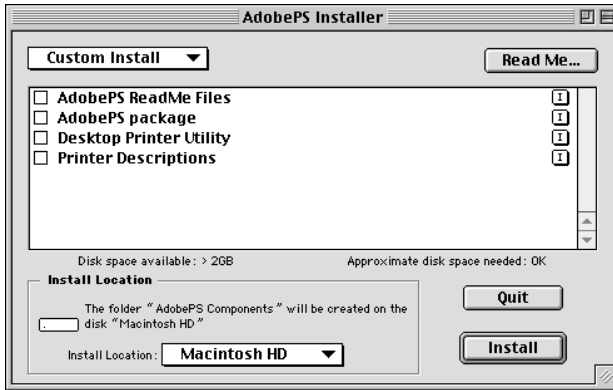 AdobePS Installer
Custom Install
Read Me...
AdobePS ReadMe Files
AdobePS package
Desktop Printer Utility
Printer Descriptions
Disk space available: > 2GB Approximate disk space needed: 0K
Install Location
The folder "AdobePS Components" will be created on the
disk "Macintosh HD"
Install Location: Macintosh HD
Quit
Install